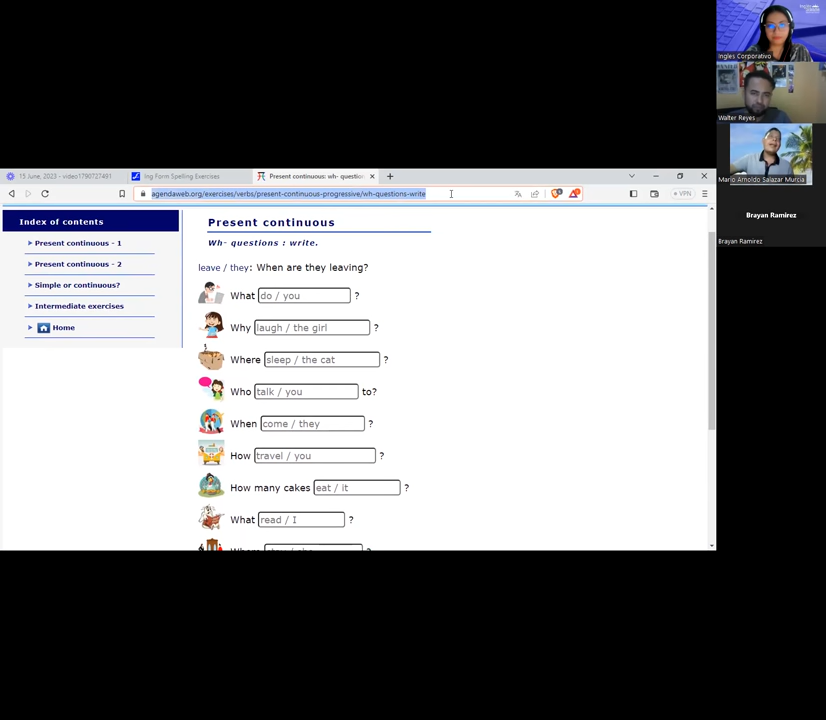 Ingles Corporativo
Walter Reyes
Mario Arnoldo Salazar Murcia
Brayan Ramirez
Brayan Ramirez
15 June, 2023 - video1790727491
Ing Form Spelling Exercises
Present continuous: wh- question
agendaweb.org/exercises/verbs/present-continuous-progressive/wh-questions-write
VPN
Index of contents
Present continuous - 1
Present continuous - 2
Simple or continuous?
Intermediate exercises
Home
Present continuous
Wh- questions : write.
leave / they: When are they leaving?
What do / you ?
Why laugh / the girl ?
Where sleep / the cat ?
Who talk / you to?
When come / they ?
How travel / you ?
How many cakes eat / it ?
What read / I ?